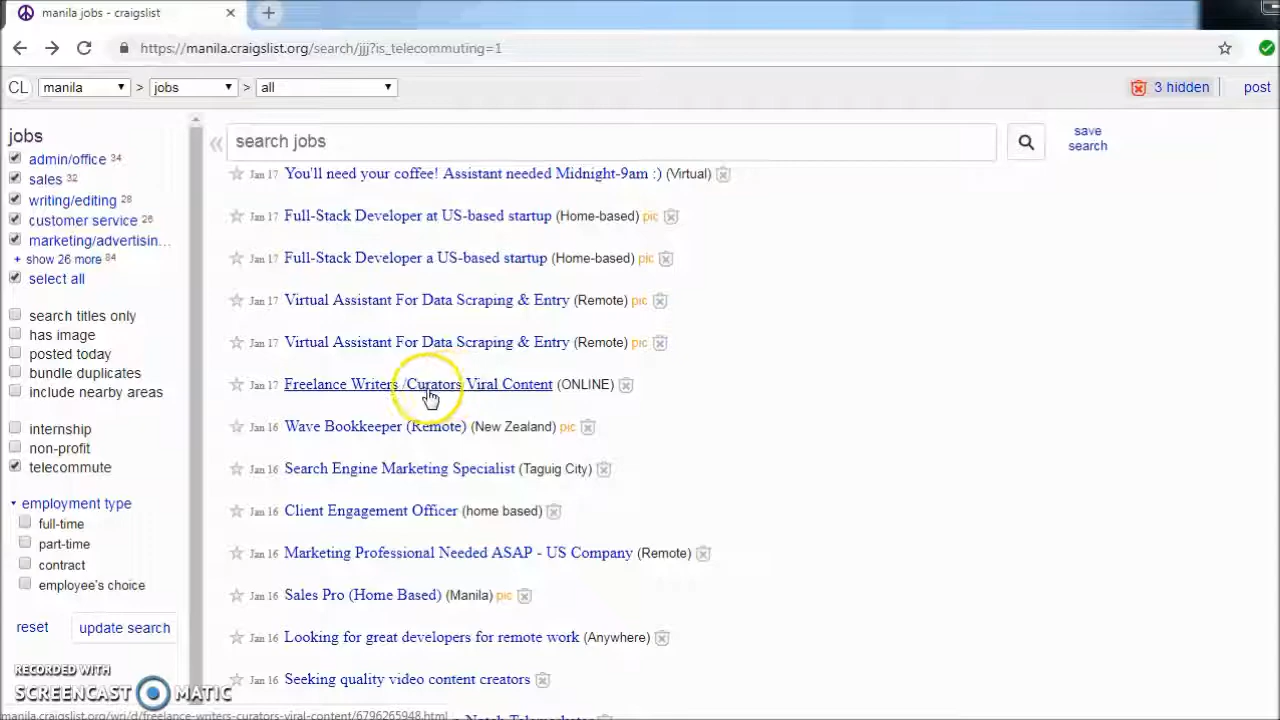 manila jobs - craigslist
https://manila.craigslist.org/search/jjj?is_telecommuting=1
CL manila > jobs > all 3 hidden post
jobs
admin/office 34
sales 32
writing/editing 28
customer service 26
marketing/advertisin...
+ show 26 more 84
select all
search titles only
has image
posted today
bundle duplicates
include nearby areas
internship
non-profit
telecommute
employment type
full-time
part-time
contract
employee's choice
reset update search
search jobs
save
search
Jan 17 You'll need your coffee! Assistant needed Midnight-9am :) (Virtual)
Jan 17 Full-Stack Developer at US-based startup (Home-based) pic
Jan 17 Full-Stack Developer a US-based startup (Home-based) pic
Jan 17 Virtual Assistant For Data Scraping & Entry (Remote) pic
Jan 17 Virtual Assistant For Data Scraping & Entry (Remote) pic
Jan 17 Freelance Writers /Curators Viral Content (ONLINE)
Jan 16 Wave Bookkeeper (Remote) (New Zealand) pic
Jan 16 Search Engine Marketing Specialist (Taguig City)
Jan 16 Client Engagement Officer (home based)
Jan 16 Marketing Professional Needed ASAP - US Company (Remote)
Jan 16 Sales Pro (Home Based) (Manila) pic
Jan 16 Looking for great developers for remote work (Anywhere)
Jan 16 Seeking quality video content creators
RECORDED WITH
SCREENCAST MATIC
manila.craigslist.org/wri/d/freelance-writers-curators-viral-content/6796265948.html